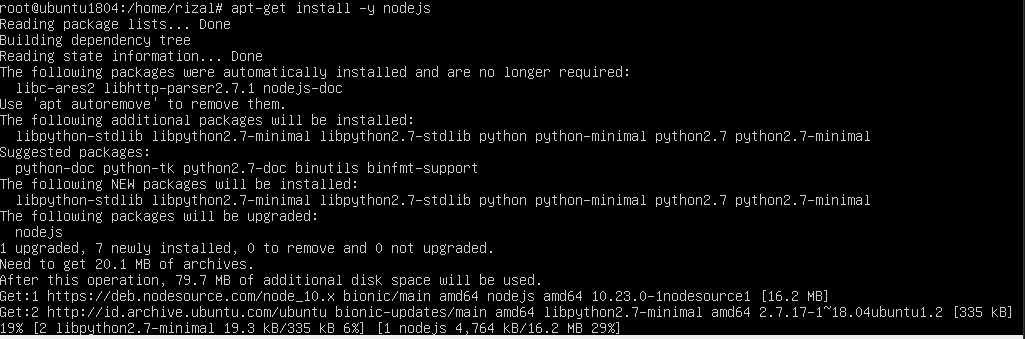 root@ubuntu1804:/home/rizal# apt-get install -y nodejs
Reading package lists... Done
Building dependency tree
Reading state information... Done
The following packages were automatically installed and are no longer required:
  libc-ares2 libhttp-parser2.7.1 nodejs-doc
Use 'apt autoremove' to remove them.
The following additional packages will be installed:
  libpython-stdlib libpython2.7-minimal libpython2.7-stdlib python python-minimal python2.7 python2.7-minimal
Suggested packages:
  python-doc python-tk python2.7-doc binutils binfmt-support
The following NEW packages will be installed:
  libpython-stdlib libpython2.7-minimal libpython2.7-stdlib python python-minimal python2.7 python2.7-minimal
The following packages will be upgraded:
  nodejs
1 upgraded, 7 newly installed, 0 to remove and 0 not upgraded.
Need to get 20.1 MB of archives.
After this operation, 79.7 MB of additional disk space will be used.
Get:1 https://deb.nodesource.com/node_10.x bionic/main amd64 nodejs amd64 10.23.0-1nodesource1 [16.2 MB]
Get:2 http://id.archive.ubuntu.com/ubuntu bionic-updates/main amd64 libpython2.7-minimal amd64 2.7.17-1~18.04ubuntu1.2 [335 kB]
19% [2 libpython2.7-minimal 19.3 kB/335 kB 6%] [1 nodejs 4,764 kB/16.2 MB 29%]